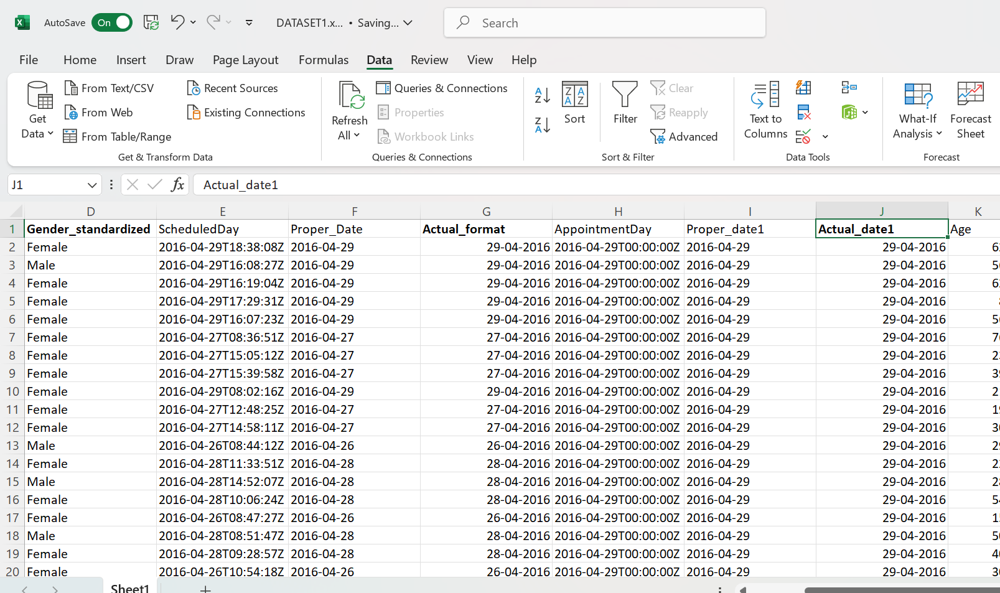 AutoSave On DATASET1.x... • Saving... Search
File Home Insert Draw Page Layout Formulas Data Review View Help
Get Data
From Text/CSV
From Web
From Table/Range
Recent Sources
Existing Connections
Get & Transform Data
Refresh All
Queries & Connections
Properties
Workbook Links
Queries & Connections
Sort
Filter
Clear
Reapply
Advanced
Sort & Filter
Text to Columns
Data Tools
What-If Analysis
Forecast Sheet
Forecast
J1 fx Actual_date1
D E F G H I J K
1 Gender_standardized ScheduledDay Proper_Date Actual_format AppointmentDay Proper_date1 Actual_date1 Age
2 Female 2016-04-29T18:38:08Z 2016-04-29 29-04-2016 2016-04-29T00:00:00Z 2016-04-29 29-04-2016
3 Male 2016-04-29T16:08:27Z 2016-04-29 29-04-2016 2016-04-29T00:00:00Z 2016-04-29 29-04-2016
4 Female 2016-04-29T16:19:04Z 2016-04-29 29-04-2016 2016-04-29T00:00:00Z 2016-04-29 29-04-2016
5 Female 2016-04-29T17:29:31Z 2016-04-29 29-04-2016 2016-04-29T00:00:00Z 2016-04-29 29-04-2016
6 Female 2016-04-29T16:07:23Z 2016-04-29 29-04-2016 2016-04-29T00:00:00Z 2016-04-29 29-04-2016
7 Female 2016-04-27T08:36:51Z 2016-04-27 27-04-2016 2016-04-29T00:00:00Z 2016-04-29 29-04-2016
8 Female 2016-04-27T15:05:12Z 2016-04-27 27-04-2016 2016-04-29T00:00:00Z 2016-04-29 29-04-2016
9 Female 2016-04-27T15:39:58Z 2016-04-27 27-04-2016 2016-04-29T00:00:00Z 2016-04-29 29-04-2016
10 Female 2016-04-29T08:02:16Z 2016-04-29 29-04-2016 2016-04-29T00:00:00Z 2016-04-29 29-04-2016
11 Female 2016-04-27T12:48:25Z 2016-04-27 27-04-2016 2016-04-29T00:00:00Z 2016-04-29 29-04-2016
12 Female 2016-04-27T14:58:11Z 2016-04-27 27-04-2016 2016-04-29T00:00:00Z 2016-04-29 29-04-2016
13 Male 2016-04-26T08:44:12Z 2016-04-26 26-04-2016 2016-04-29T00:00:00Z 2016-04-29 29-04-2016
14 Female 2016-04-28T11:33:51Z 2016-04-28 28-04-2016 2016-04-29T00:00:00Z 2016-04-29 29-04-2016
15 Male 2016-04-28T14:52:07Z 2016-04-28 28-04-2016 2016-04-29T00:00:00Z 2016-04-29 29-04-2016
16 Female 2016-04-28T10:06:24Z 2016-04-28 28-04-2016 2016-04-29T00:00:00Z 2016-04-29 29-04-2016
17 Female 2016-04-26T08:47:27Z 2016-04-26 26-04-2016 2016-04-29T00:00:00Z 2016-04-29 29-04-2016
18 Male 2016-04-28T08:51:47Z 2016-04-28 28-04-2016 2016-04-29T00:00:00Z 2016-04-29 29-04-2016
19 Female 2016-04-28T09:28:57Z 2016-04-28 28-04-2016 2016-04-29T00:00:00Z 2016-04-29 29-04-2016
20 Female 2016-04-26T10:54:18Z 2016-04-26 26-04-2016 2016-04-29T00:00:00Z 2016-04-29 29-04-2016
Sheet1